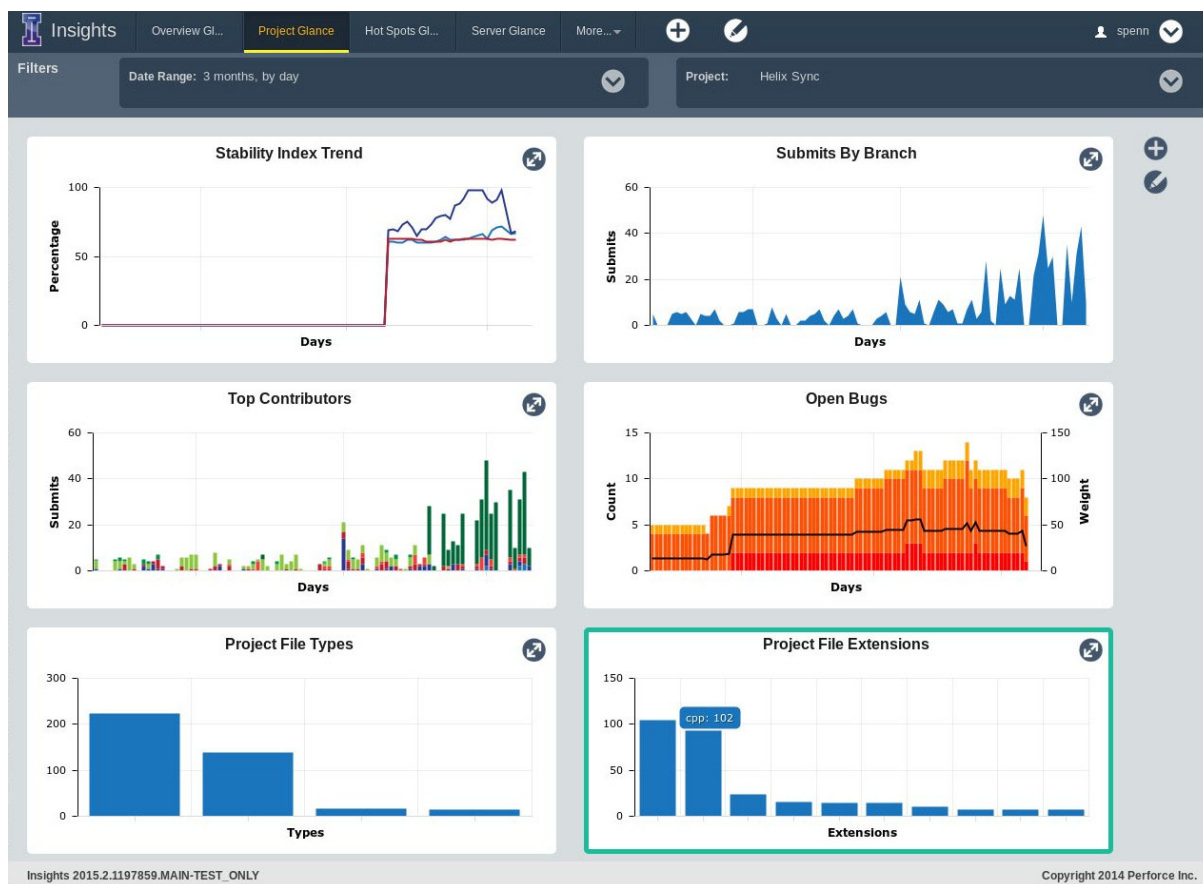 Insights
Overview Gl...
Project Glance
Hot Spots Gl...
Server Glance
More...
spenn
Filters
Date Range: 3 months, by day
Project: Helix Sync
Stability Index Trend
100
50
0
Percentage
Days
Submits By Branch
60
40
20
0
Submits
Days
Top Contributors
60
40
20
0
Submits
Days
Open Bugs
15
10
5
0
Count
150
100
50
0
Weight
Days
Project File Types
300
200
100
0
Types
Project File Extensions
150
100
50
0
cpp: 102
Extensions
Insights 2015.2.1197859.MAIN-TEST_ONLY
Copyright 2014 Perforce Inc.